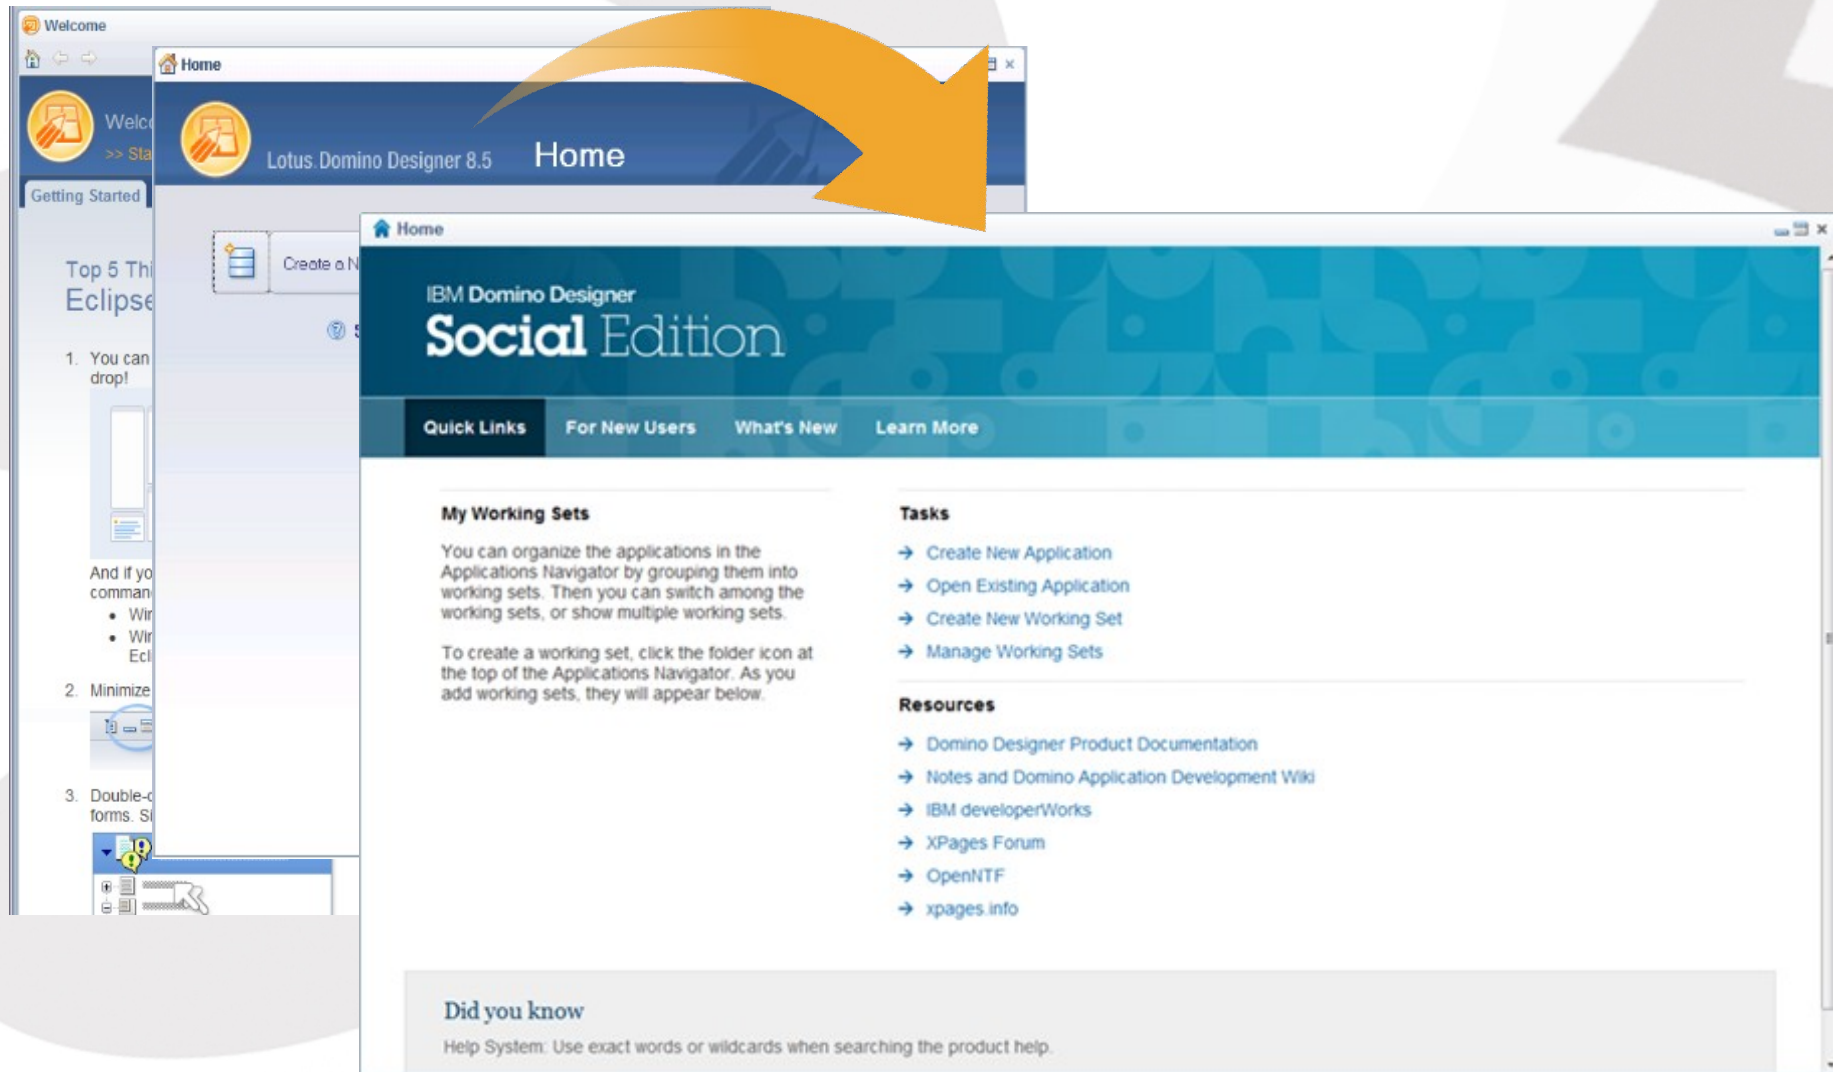 Welcome
>> Sta
Getting Started
Top 5 Thi
Eclipse
1. You can
drop!
And if yo
comman
• Wir
• Wir
Ecl
2. Minimize
3. Double-c
forms. Si
Home
Lotus. Domino Designer 8.5 Home
Create a N
Home
IBM Domino Designer
Social Edition
Quick Links For New Users What's New Learn More
My Working Sets
You can organize the applications in the
Applications Navigator by grouping them into
working sets. Then you can switch among the
working sets, or show multiple working sets.
To create a working set, click the folder icon at
the top of the Applications Navigator. As you
add working sets, they will appear below.
Tasks
Create New Application
Open Existing Application
Create New Working Set
Manage Working Sets
Resources
Domino Designer Product Documentation
Notes and Domino Application Development Wiki
IBM developerWorks
XPages Forum
OpenNTF
xpages.info
Did you know
Help System: Use exact words or wildcards when searching the product help.